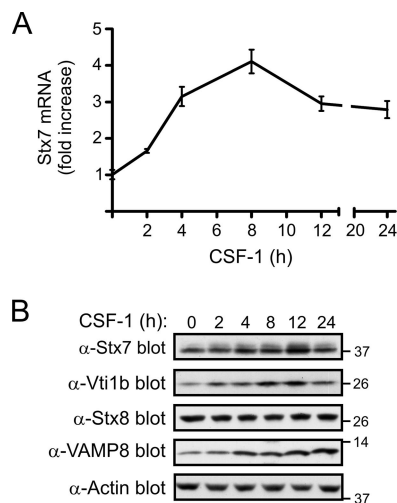 A
Stx7 mRNA
(fold increase)
5
4
3
2
1
2 4 6 8 10 12 20 24
CSF-1 (h)
B
CSF-1 (h): 0 2 4 8 12 24
α-Stx7 blot 37
α-Vti1b blot 26
α-Stx8 blot 26
α-VAMP8 blot 14
α-Actin blot 37